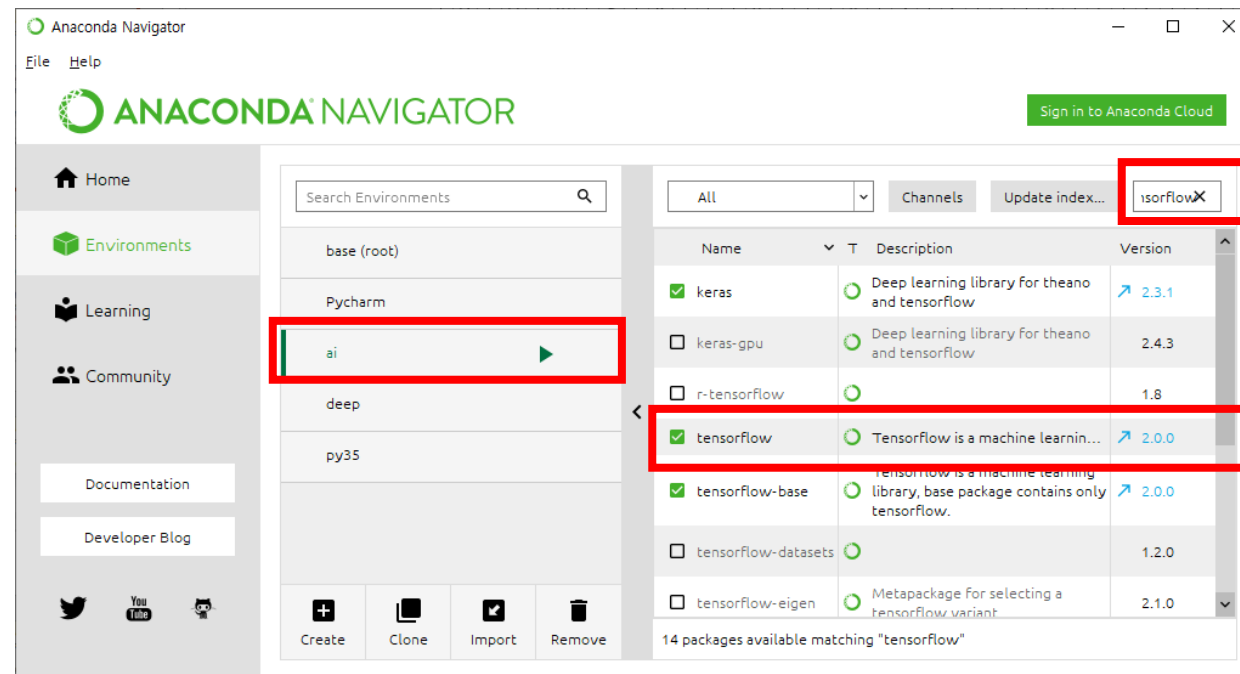 Anaconda Navigator
File Help
ANACONDA NAVIGATOR
Sign in to Anaconda Cloud
Home
Environments
Learning
Community
Documentation
Developer Blog
You
Tube
Search Environments
base (root)
Pycharm
ai
deep
py35
Create Clone Import Remove
All Channels Update index... nsorflow
Name T Description Version
keras Deep learning library for theano
and tensorflow 2.3.1
keras-gpu Deep learning library for theano
and tensorflow 2.4.3
r-tensorflow 1.8
tensorflow Tensorflow is a machine learnin... 2.0.0
tensorflow-base Tensorflow is a machine learning
library, base package contains only 2.0.0
tensorflow.
tensorflow-datasets 1.2.0
tensorflow-eigen Metapackage for selecting a
tensorflow variant 2.1.0
14 packages available matching "tensorflow"